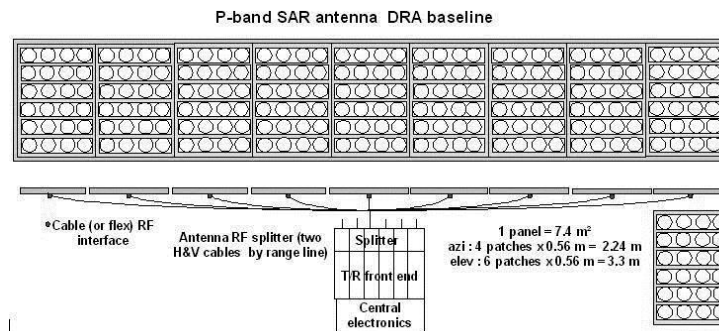 P-band SAR antenna DRA baseline
Cable (or flex) RF
interface
Antenna RF splitter (two
H&V cables by range line)
Splitter
T/R front end
Central
electronics
1 panel = 7.4 m²
azi : 4 patches x 0.56 m = 2.24 m
elev : 6 patches x 0.56 m = 3.3 m